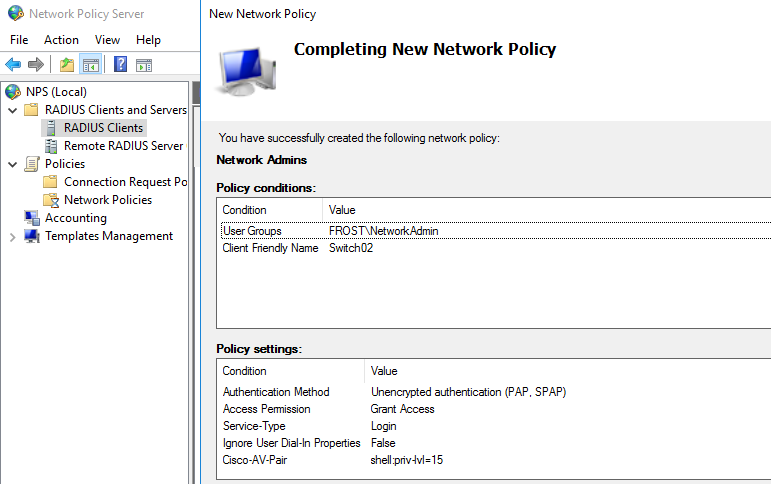 Network Policy Server
File Action View Help
NPS (Local)
RADIUS Clients and Servers
RADIUS Clients
Remote RADIUS Server
Policies
Connection Request Po
Network Policies
Accounting
Templates Management
New Network Policy
Completing New Network Policy
You have successfully created the following network policy:
Network Admins
Policy conditions:
Condition Value
User Groups FROST\NetworkAdmin
Client Friendly Name Switch02
Policy settings:
Condition Value
Authentication Method Unencrypted authentication (PAP, SPAP)
Access Permission Grant Access
Service-Type Login
Ignore User Dial-In Properties False
Cisco-AV-Pair shell:priv-lvl=15